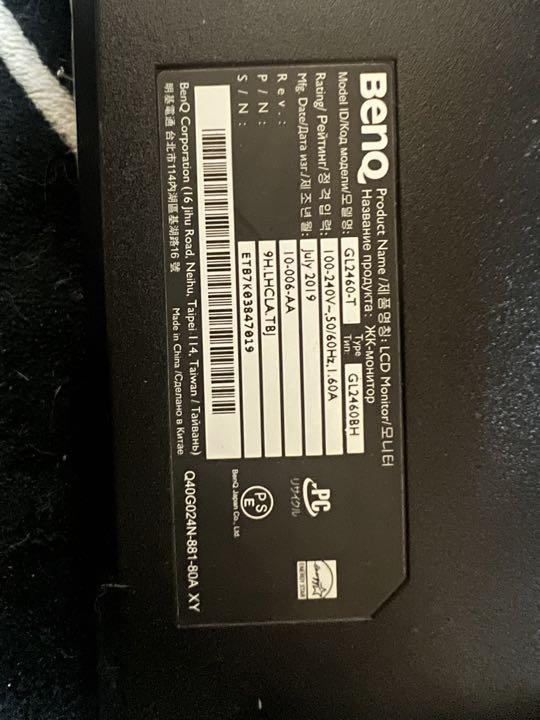 BenQ
Product Name /제품명칭: LCD Monitor/모니터
Название продукта: ЖК-монитор
Model ID/Код модели/모델명: GL2460-T Type Тип: GL2460BH
Rating/ Рейтинг/정격입력: 100-240V~,50/60Hz,1.60A
Mfg. Date/Дата изг./제조년월: July 2019
Rev.: 10-006-AA
P/N: 9H.LHCLA.TBJ
S/N: ETB7K03847019
BenQ Corporation (16 Jihu Road, Neihu, Taipei 114, Taiwan / Тайвань)
明基電通 台北市114內湖區基湖路16號
Made in China /Сделано в Китае
Q40G024N-881-80A XY
PC
リサイクル
PS
E
BenQ Japan Co., Ltd.
ENERGY STAR